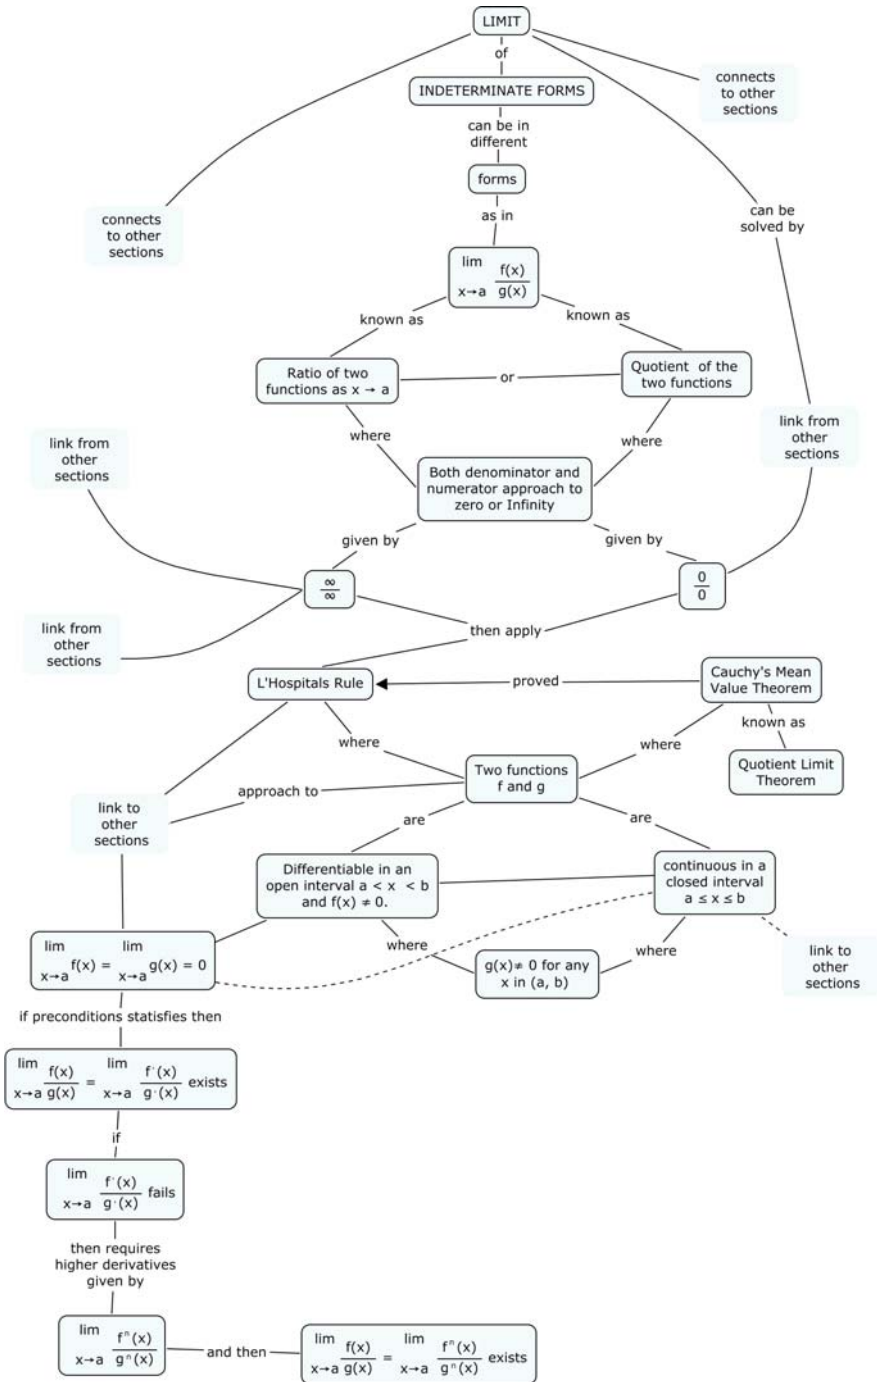 LIMIT
of
INDETERMINATE FORMS
connects
to other
sections
can be in
different
forms
as in
connects
to other
sections
can be
solved by
lim
x→a f(x)/g(x)
known as
known as
Ratio of two
functions as x → a
or
Quotient of the
two functions
where
where
link from
other
sections
link from
other
sections
Both denominator and
numerator approach to
zero or Infinity
given by
given by
∞/∞
0/0
link from
other
sections
then apply
L'Hospitals Rule
proved
Cauchy's Mean
Value Theorem
known as
Quotient Limit
Theorem
where
where
Two functions
f and g
approach to
link to
other
sections
are
are
Differentiable in an
open interval a < x < b
and f(x) ≠ 0.
continuous in a
closed interval
a ≤ x ≤ b
where
where
g(x)≠ 0 for any
x in (a, b)
link to
other
sections
lim lim
x→a f(x) = x→a g(x) = 0
if preconditions statisfies then
lim lim
x→a f(x)/g(x) = x→a f'(x)/g'(x) exists
if
lim
x→a f'(x)/g'(x) fails
then requires
higher derivatives
given by
lim
x→a fⁿ(x)/gⁿ(x)
and then
lim lim
x→a f(x)/g(x) = x→a fⁿ(x)/gⁿ(x) exists